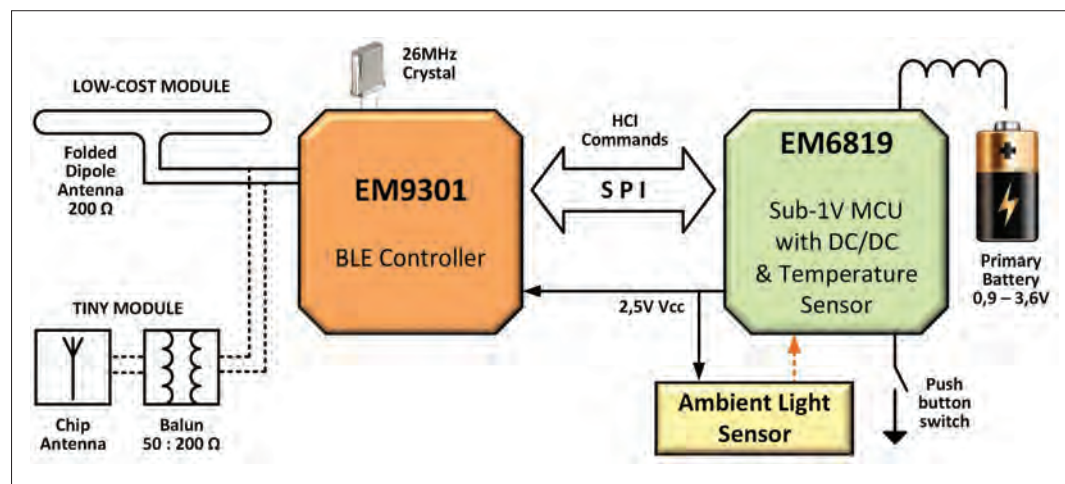 26MHz
Crystal
LOW-COST MODULE
Folded
Dipole
Antenna
200 Ω
EM9301
BLE Controller
HCI
Commands
S P I
EM6819
Sub-1V MCU
with DC/DC
& Temperature
Sensor
Primary
Battery
0,9 – 3,6V
2,5V Vcc
TINY MODULE
Chip
Antenna
Balun
50 : 200 Ω
Ambient Light
Sensor
Push
button
switch